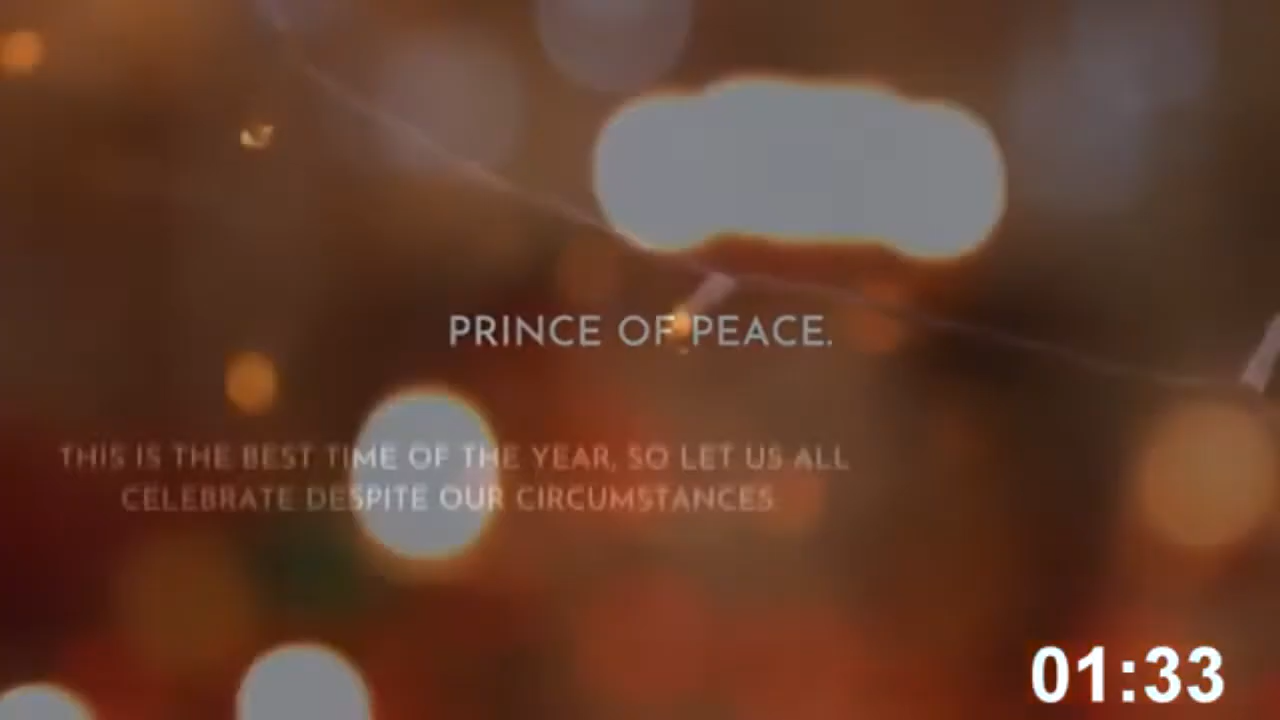 PRINCE OF PEACE.
THIS IS THE BEST TIME OF THE YEAR, SO LET US ALL
CELEBRATE DESPITE OUR CIRCUMSTANCES
01:33